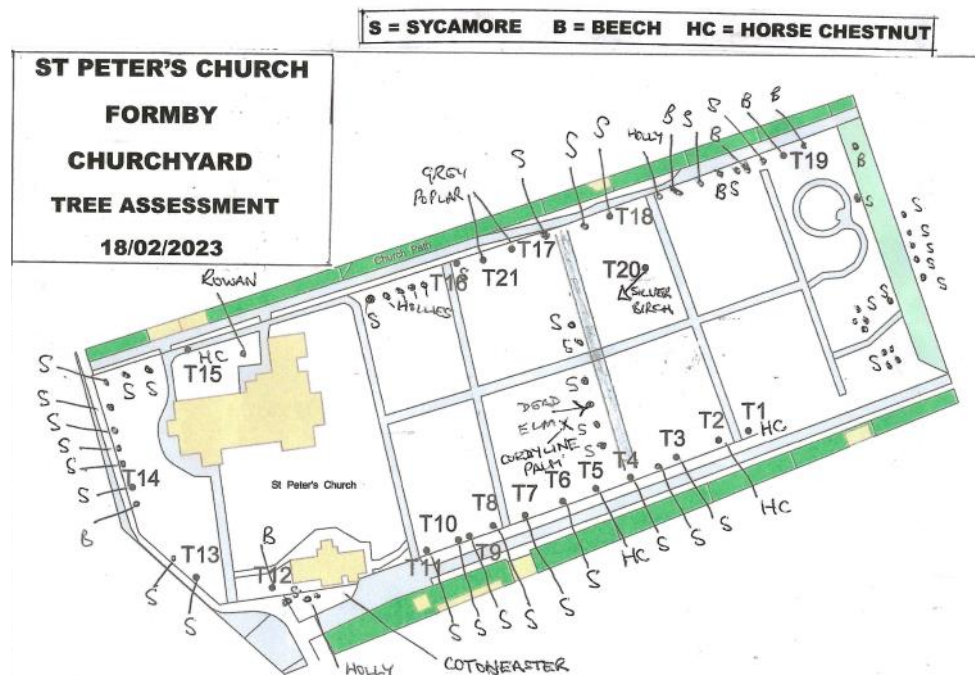 S = SYCAMORE B = BEECH HC = HORSE CHESTNUT
ST PETER'S CHURCH
FORMBY
CHURCHYARD
TREE ASSESSMENT
18/02/2023
B
B
S
B
S
B
HOLLY
S
S
S
GREY
POPLAR
T19
B S
B
T18
S
T17
Church Path
T21
T16
S
T20
SILVER
BIRCH
ROWAN
HOLLIES
S
S
S
S
S
S
S
S
HC
T15
S
S
S
S
S
S
S
S
DEAD
ELM
S
CORDYLINE
PALM
S
T1
HC
T2
T3
T4
T5
T6
T7
T8
T9
T10
T11
St Peter's Church
T14
S
B
T13
B
T12
S
S
S
HC
S
S
S
HC
S
S
S
S
S
S
HOLLY
COTONEASTER